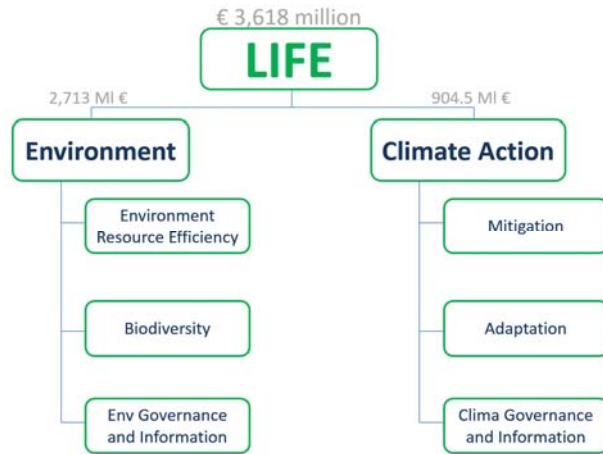 € 3,618 million
LIFE
2,713 Ml €
904.5 Ml €
Environment
Climate Action
Environment
Resource Efficiency
Mitigation
Biodiversity
Adaptation
Env Governance
and Information
Clima Governance
and Information